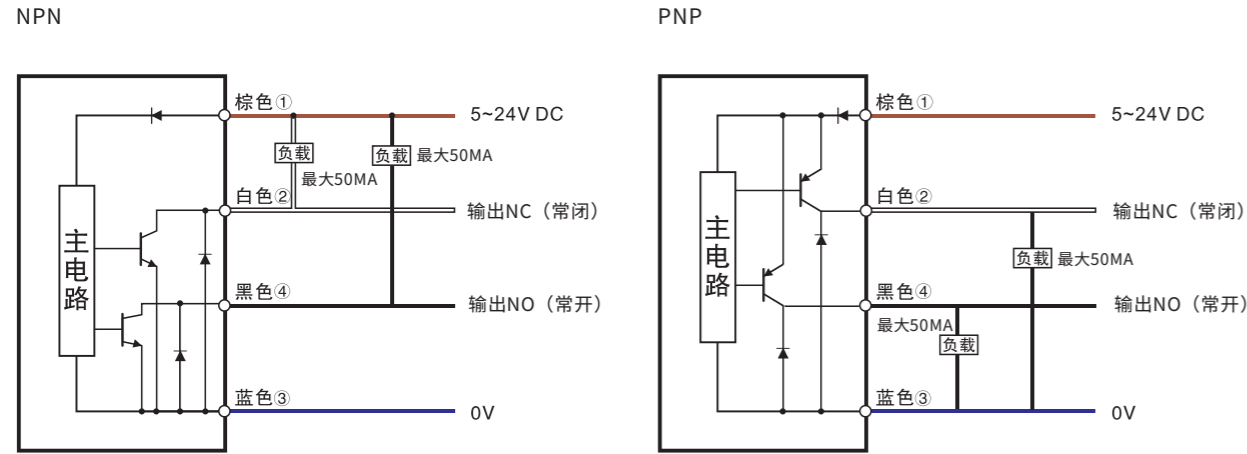 NPN
棕色①
5~24V DC
负载
负载
最大50MA
最大50MA
白色②
输出NC（常闭）
主电路
黑色④
输出NO（常开）
蓝色③
0V
PNP
棕色①
5~24V DC
白色②
输出NC（常闭）
主电路
负载
最大50MA
黑色④
输出NO（常开）
最大50MA
负载
蓝色③
0V